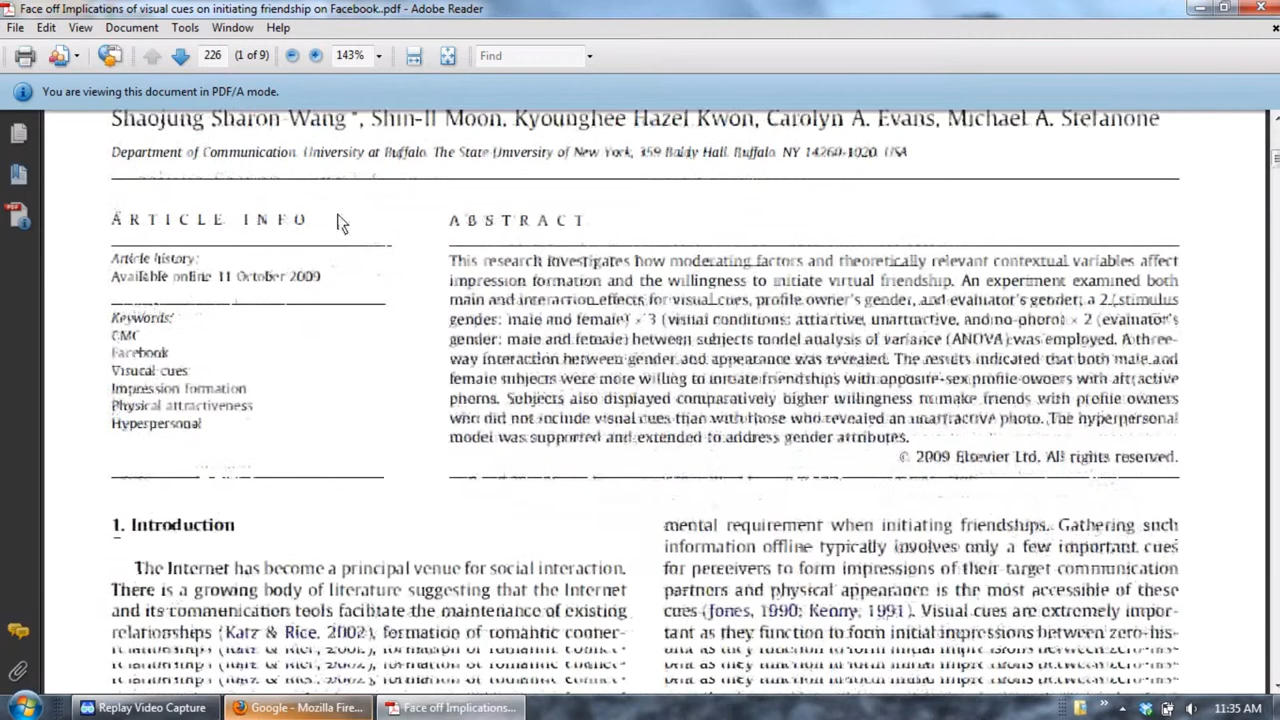 Face off Implications of visual cues on initiating friendship on Facebook..pdf - Adobe Reader
File Edit View Document Tools Window Help
226 (1 of 9) 143% Find
You are viewing this document in PDF/A mode.
Shaojung Sharon Wang *, Shin-Il Moon, Kyounghee Hazel Kwon, Carolyn A. Evans, Michael A. Stefanone
Department of Communication, University at Buffalo, The State University of New York, 359 Baldy Hall, Buffalo, NY 14260-1020, USA
ARTICLE INFO
Article history:
Available online 11 October 2009
Keywords:
CMC
Facebook
Visucal cues
Impression formation
Physical attractiveness
Hyperpersonal
ABSTRACT
This research investigates how moderating factors and theoretically relevant contextual variables affect
impression formation and the willingness to initiate virtual friendship. An experiment examined both
main and interaction effects for visual cues, profile owner's gender, and evaluator's gender; a 2 (stimulus
gender: male and female) × 3 (visual conditions: attractive, unattractive, and no-photo) × 2 (evaluator's
gender: male and female) between subjects model analysis of variance (ANOVA) was employed. A three-
way interaction between gender and appearance was revealed. The results indicated that both male and
female subjects were more willing to initiate friendships with opposite-sex profile owners with attractive
photos. Subjects also displayed comparatively higher willingness to make friends with profile owners
who did not include visual cues than with those who revealed an unattractive photo. The hyperpersonal
model was supported and extended to address gender attributes.
© 2009 Elsevier Ltd. All rights reserved.
1. Introduction
The Internet has become a principal venue for social interaction.
There is a growing body of literature suggesting that the Internet
and its communication tools facilitate the maintenance of existing
relationships (Katz & Rice, 2002), formation of romantic connec-
mental requirement when initiating friendships. Gathering such
information offline typically involves only a few important cues
for perceivers to form impressions of their target communication
partners and physical appearance is the most accessible of these
cues (Jones, 1990; Kenny, 1991). Visual cues are extremely impor-
tant as they function to form initial impressions between zero-his-
Replay Video Capture Google - Mozilla Fire... Face off Implications... 11:35 AM